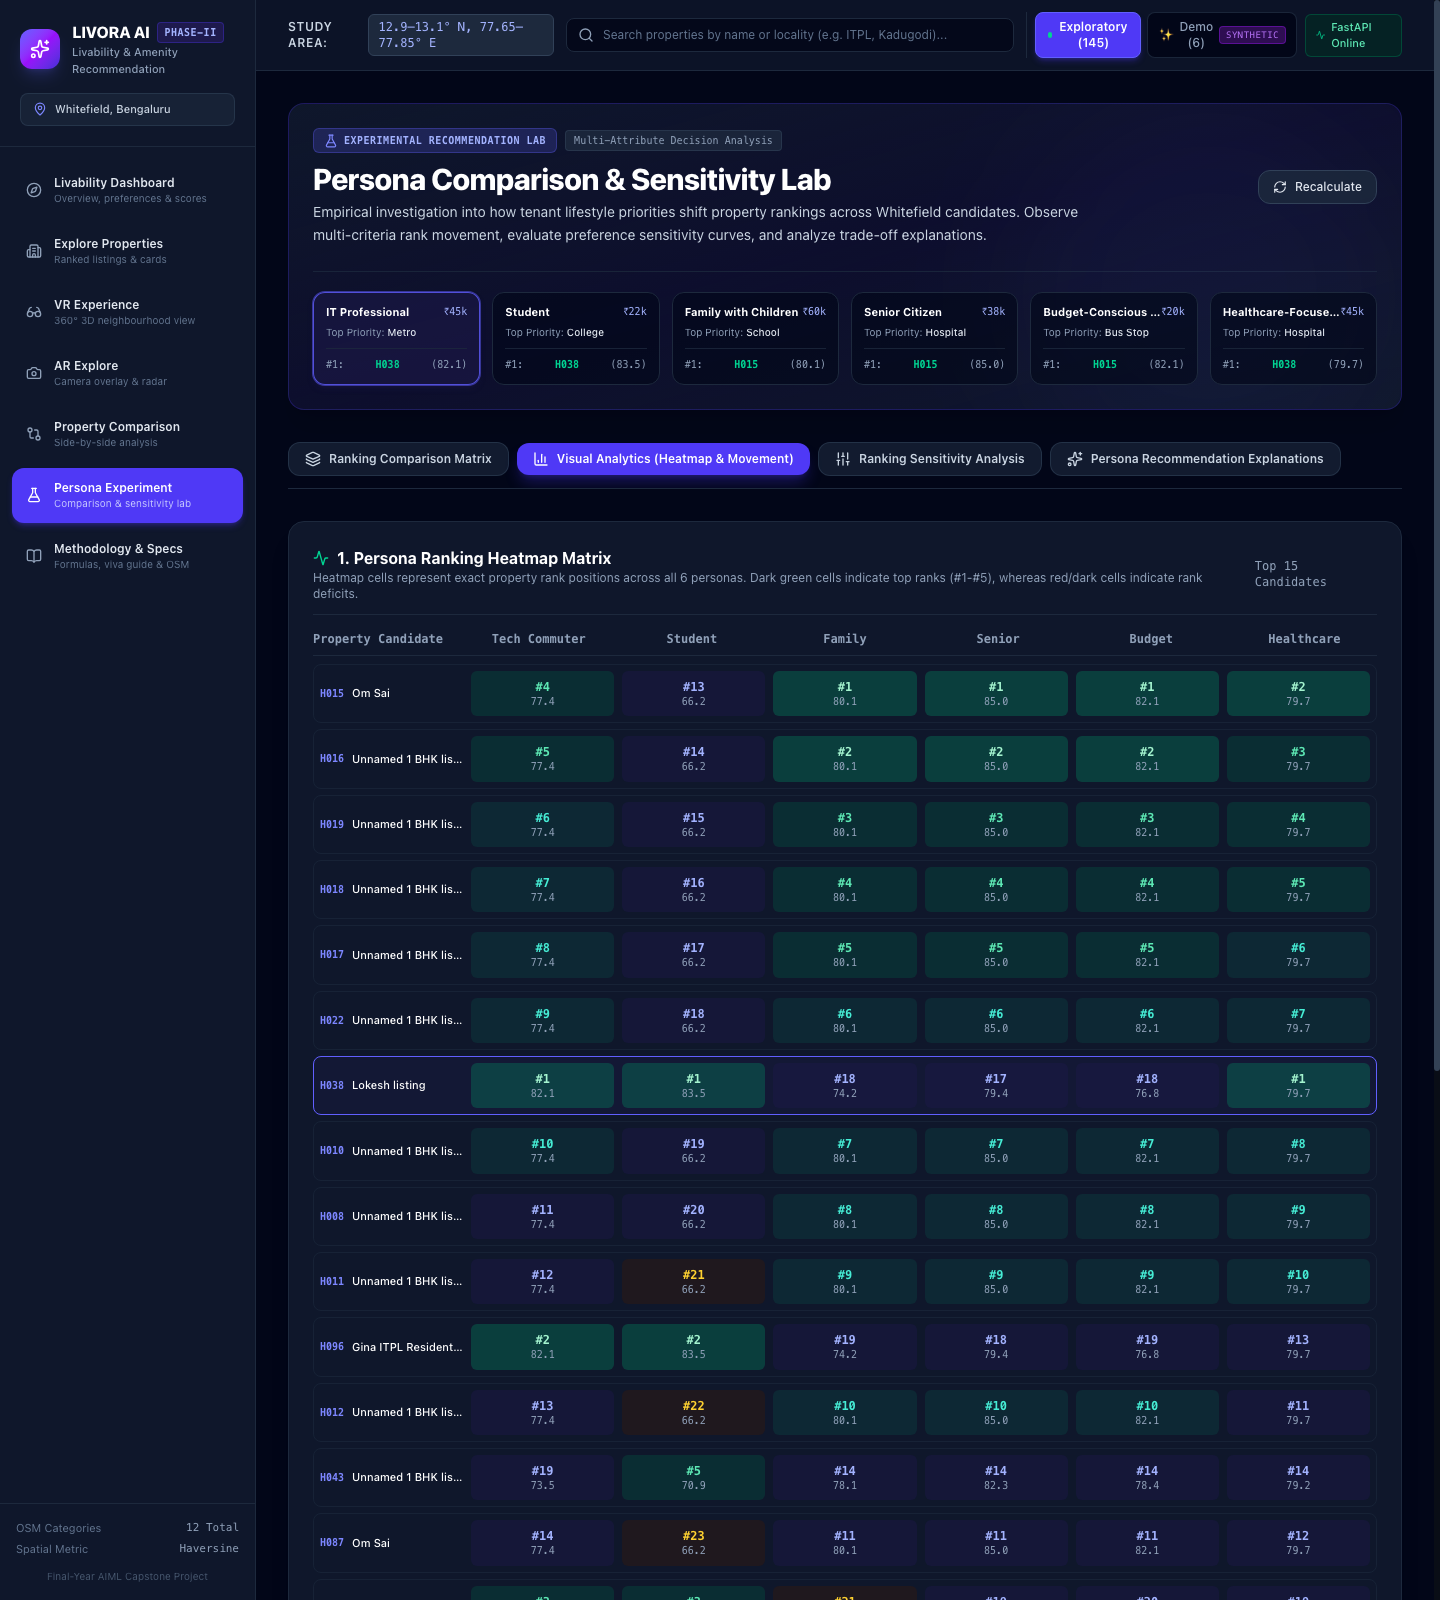 LIVORA AI PHASE-II
Livability & Amenity
Recommendation
Whitefield, Bengaluru
Livability Dashboard
Overview, preferences & scores
Explore Properties
Ranked listings & cards
VR Experience
360° 3D neighbourhood view
AR Explore
Camera overlay & radar
Property Comparison
Side-by-side analysis
Persona Experiment
Comparison & sensitivity lab
Methodology & Specs
Formulas, viva guide & OSM
OSM Categories 12 Total
Spatial Metric Haversine
Final-Year AIML Capstone Project
STUDY
AREA:
12.9–13.1° N, 77.65–
77.85° E
Search properties by name or locality (e.g. ITPL, Kadugodi)...
Exploratory
(145)
Demo
(6)
SYNTHETIC
FastAPI
Online
EXPERIMENTAL RECOMMENDATION LAB Multi-Attribute Decision Analysis
Persona Comparison & Sensitivity Lab
Empirical investigation into how tenant lifestyle priorities shift property rankings across Whitefield candidates. Observe
multi-criteria rank movement, evaluate preference sensitivity curves, and analyze trade-off explanations.
Recalculate
IT Professional ₹45k
Top Priority: Metro
#1: H038 (82.1)
Student ₹22k
Top Priority: College
#1: H038 (83.5)
Family with Children ₹60k
Top Priority: School
#1: H015 (80.1)
Senior Citizen ₹38k
Top Priority: Hospital
#1: H015 (85.0)
Budget-Conscious ... ₹20k
Top Priority: Bus Stop
#1: H015 (82.1)
Healthcare-Focuse... ₹45k
Top Priority: Hospital
#1: H038 (79.7)
Ranking Comparison Matrix
Visual Analytics (Heatmap & Movement)
Ranking Sensitivity Analysis
Persona Recommendation Explanations
1. Persona Ranking Heatmap Matrix
Heatmap cells represent exact property rank positions across all 6 personas. Dark green cells indicate top ranks (#1-#5), whereas red/dark cells indicate rank
deficits.
Top 15
Candidates
Property Candidate Tech Commuter Student Family Senior Budget Healthcare
H015 Om Sai #4 #13 #1 #1 #1 #2
77.4 66.2 80.1 85.0 82.1 79.7
H016 Unnamed 1 BHK lis... #5 #14 #2 #2 #2 #3
77.4 66.2 80.1 85.0 82.1 79.7
H019 Unnamed 1 BHK lis... #6 #15 #3 #3 #3 #4
77.4 66.2 80.1 85.0 82.1 79.7
H018 Unnamed 1 BHK lis... #7 #16 #4 #4 #4 #5
77.4 66.2 80.1 85.0 82.1 79.7
H017 Unnamed 1 BHK lis... #8 #17 #5 #5 #5 #6
77.4 66.2 80.1 85.0 82.1 79.7
H022 Unnamed 1 BHK lis... #9 #18 #6 #6 #6 #7
77.4 66.2 80.1 85.0 82.1 79.7
H038 Lokesh listing #1 #1 #18 #17 #18 #1
82.1 83.5 74.2 79.4 76.8 79.7
H010 Unnamed 1 BHK lis... #10 #19 #7 #7 #7 #8
77.4 66.2 80.1 85.0 82.1 79.7
H008 Unnamed 1 BHK lis... #11 #20 #8 #8 #8 #9
77.4 66.2 80.1 85.0 82.1 79.7
H011 Unnamed 1 BHK lis... #12 #21 #9 #9 #9 #10
77.4 66.2 80.1 85.0 82.1 79.7
H096 Gina ITPL Resident... #2 #2 #19 #18 #19 #13
82.1 83.5 74.2 79.4 76.8 79.7
H012 Unnamed 1 BHK lis... #13 #22 #10 #10 #10 #11
77.4 66.2 80.1 85.0 82.1 79.7
H043 Unnamed 1 BHK lis... #19 #5 #14 #14 #14 #14
73.5 70.9 78.1 82.3 78.4 79.2
H087 Om Sai #14 #23 #11 #11 #11 #12
77.4 66.2 80.1 85.0 82.1 79.7